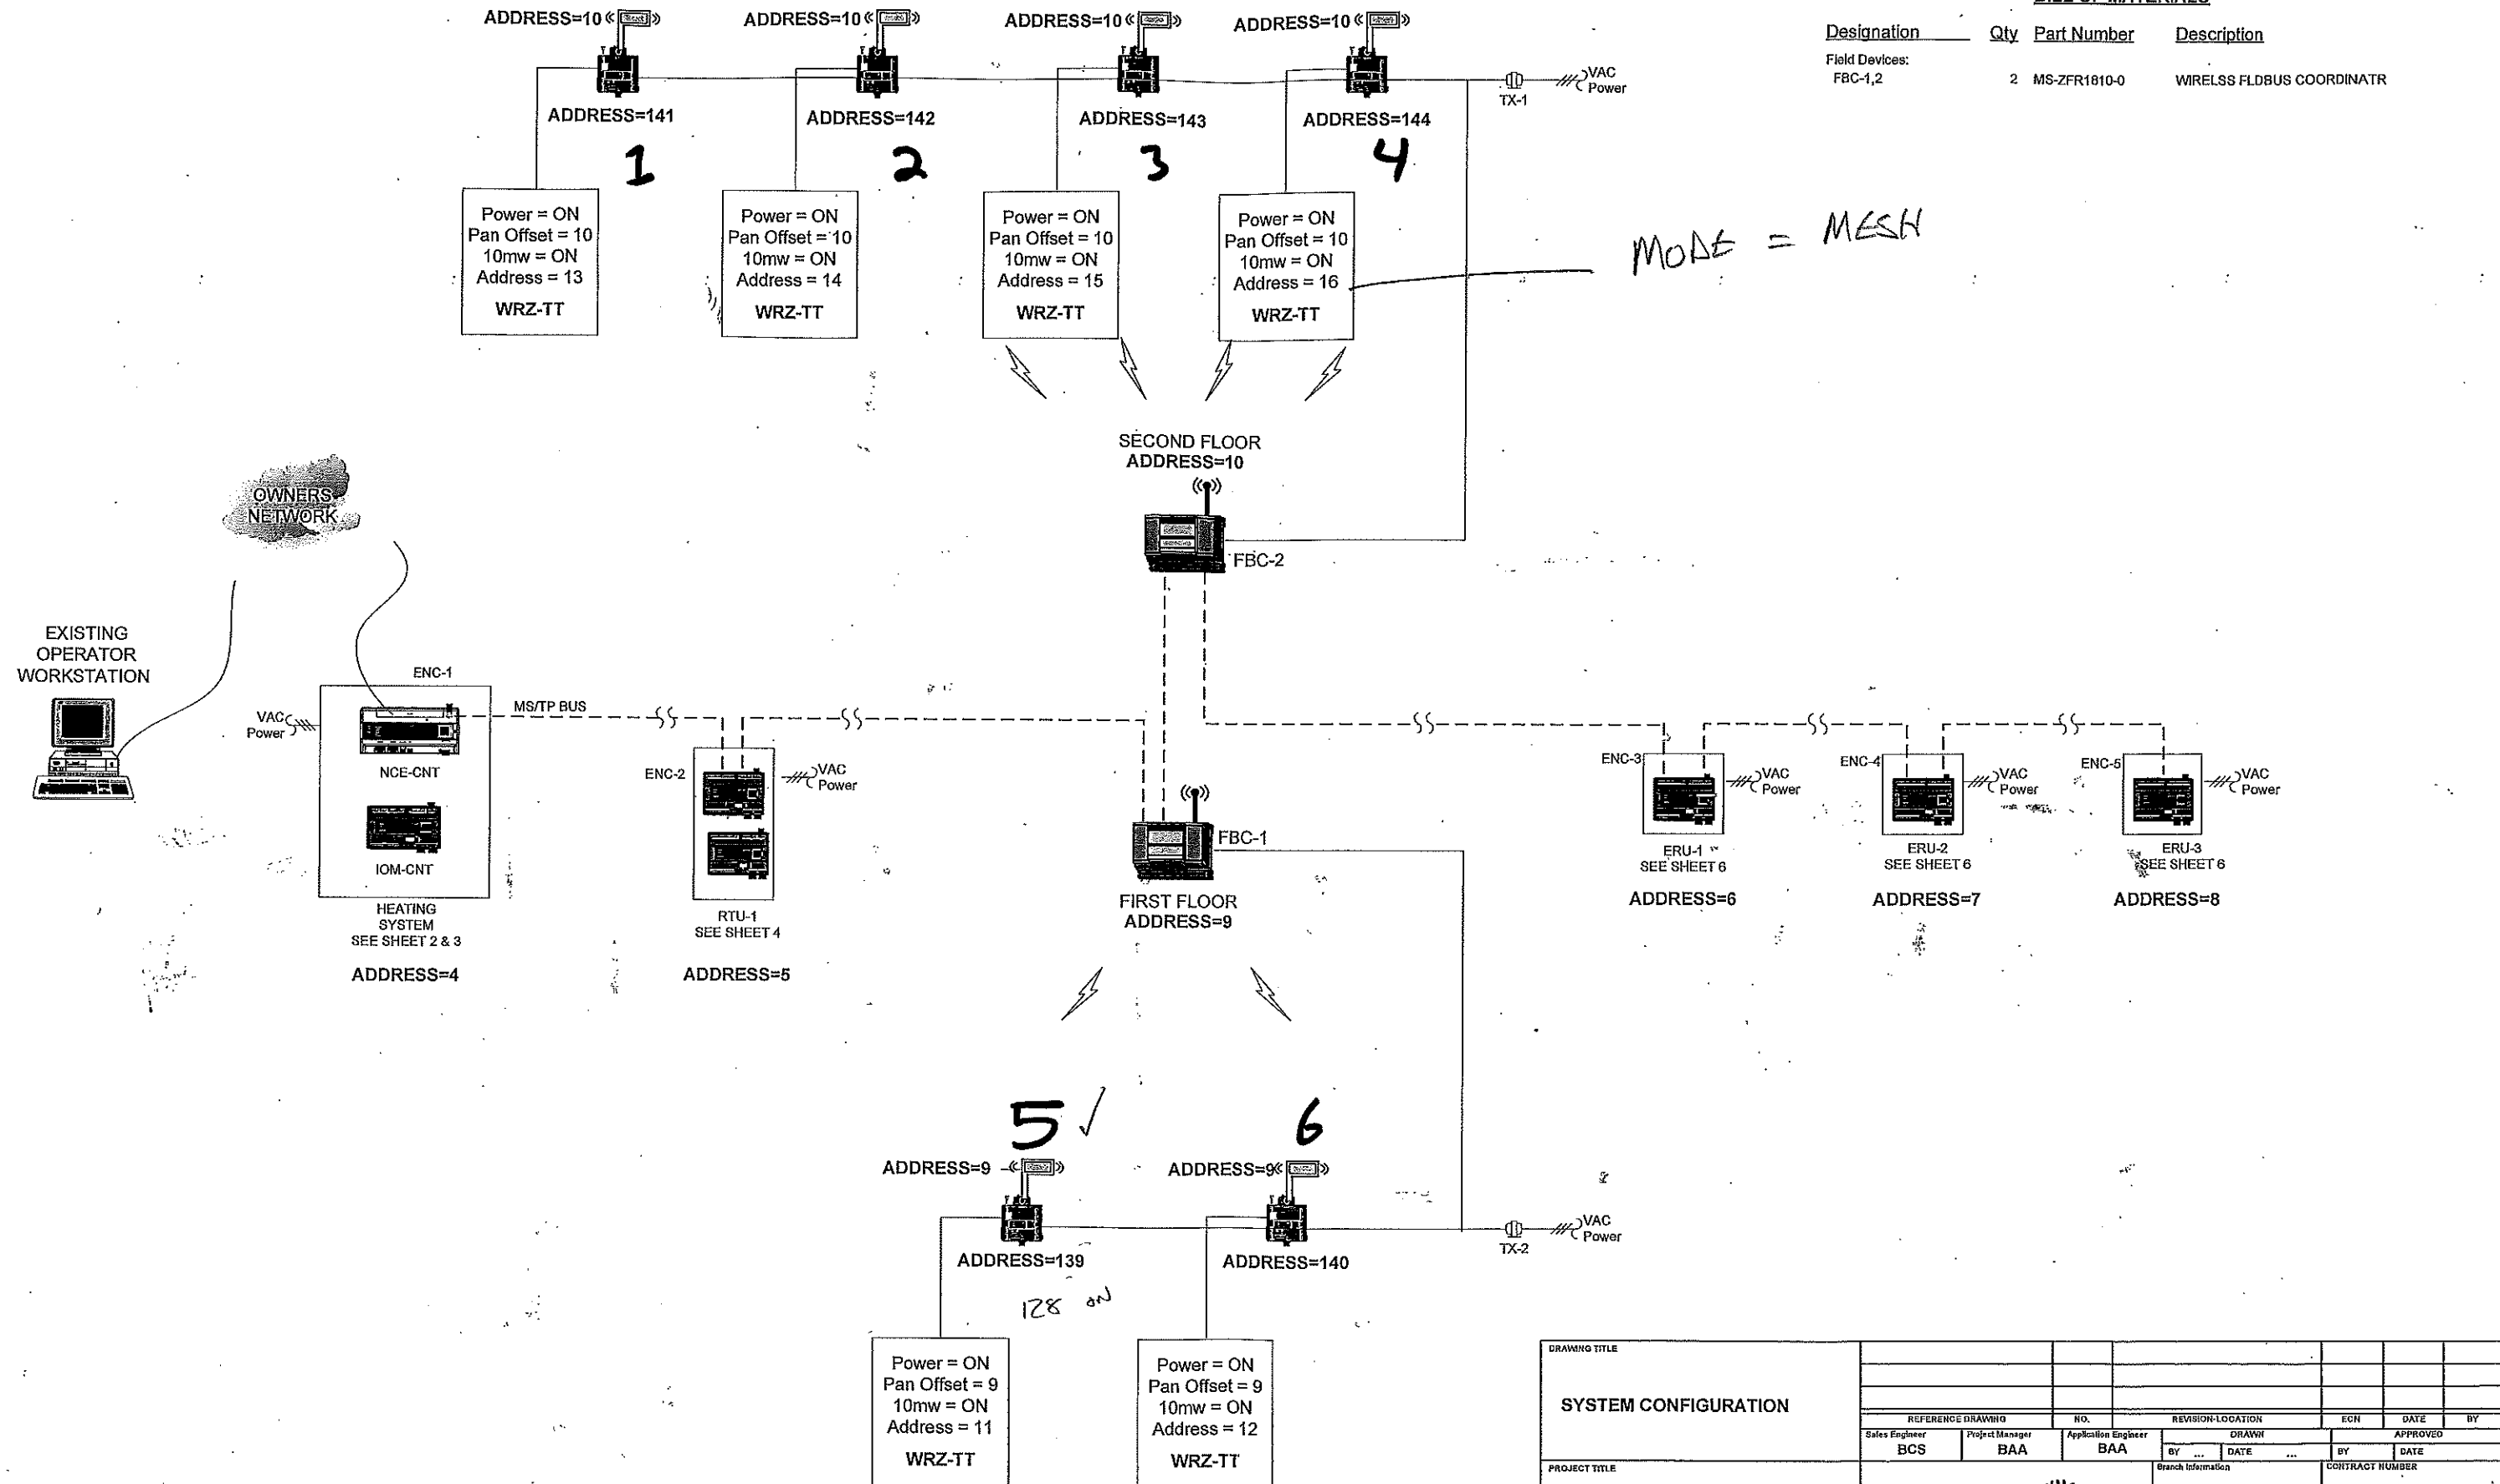 BILL OF MATERIALS
Designation Qty Part Number Description
Field Devices:
FBC-1,2 2 MS-ZFR1810-0 WIRELSS FLDBUS COORDINATR
ADDRESS=10 ADDRESS=10 ADDRESS=10 ADDRESS=10
VAC
Power
TX-1
ADDRESS=141 ADDRESS=142 ADDRESS=143 ADDRESS=144
1 2 3 4
Power = ON
Pan Offset = 10
10mw = ON
Address = 13
WRZ-TT
Power = ON
Pan Offset = 10
10mw = ON
Address = 14
WRZ-TT
Power = ON
Pan Offset = 10
10mw = ON
Address = 15
WRZ-TT
Power = ON
Pan Offset = 10
10mw = ON
Address = 16
WRZ-TT
MODE = MESH
SECOND FLOOR
ADDRESS=10
FBC-2
OWNERS
NETWORK
EXISTING
OPERATOR
WORKSTATION
ENC-1
VAC
Power
MS/TP BUS
NCE-CNT
IOM-CNT
HEATING
SYSTEM
SEE SHEET 2 & 3
ADDRESS=4
ENC-2
VAC
Power
RTU-1
SEE SHEET 4
ADDRESS=5
FBC-1
FIRST FLOOR
ADDRESS=9
ENC-3
VAC
Power
ERU-1
SEE SHEET 6
ADDRESS=6
ENC-4
VAC
Power
ERU-2
SEE SHEET 6
ADDRESS=7
ENC-5
VAC
Power
ERU-3
SEE SHEET 6
ADDRESS=8
5 ✓ 6
ADDRESS=9 ADDRESS=9
VAC
Power
TX-2
ADDRESS=139 ADDRESS=140
128 ON
Power = ON
Pan Offset = 9
10mw = ON
Address = 11
WRZ-TT
Power = ON
Pan Offset = 9
10mw = ON
Address = 12
WRZ-TT
DRAWING TITLE
SYSTEM CONFIGURATION
REFERENCE DRAWING NO. REVISION-LOCATION ECN DATE BY
Sales Engineer Project Manager Application Engineer DRAWN APPROVED
BCS BAA BAA BY ... DATE ... BY DATE
PROJECT TITLE Branch Information CONTRACT NUMBER